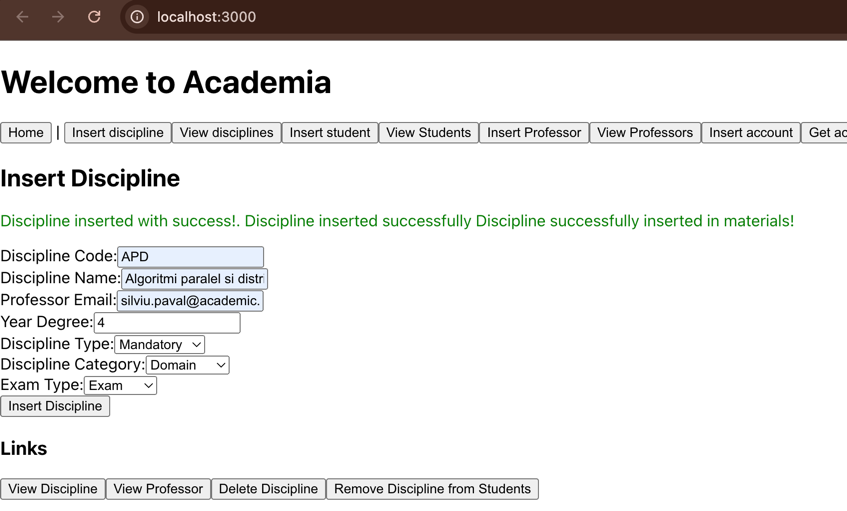 localhost:3000
Welcome to Academia
Home | Insert discipline View disciplines Insert student View Students Insert Professor View Professors Insert account Get ac
Insert Discipline
Discipline inserted with success!. Discipline inserted successfully Discipline successfully inserted in materials!
Discipline Code: APD
Discipline Name: Algoritmi paralel si distri
Professor Email: silviu.paval@academic.
Year Degree: 4
Discipline Type: Mandatory
Discipline Category: Domain
Exam Type: Exam
Insert Discipline
Links
View Discipline View Professor Delete Discipline Remove Discipline from Students